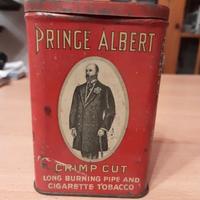 PRINCE ALBERT
CRIMP CUT
LONG BURNING PIPE AND
CIGARETTE TOBACCO